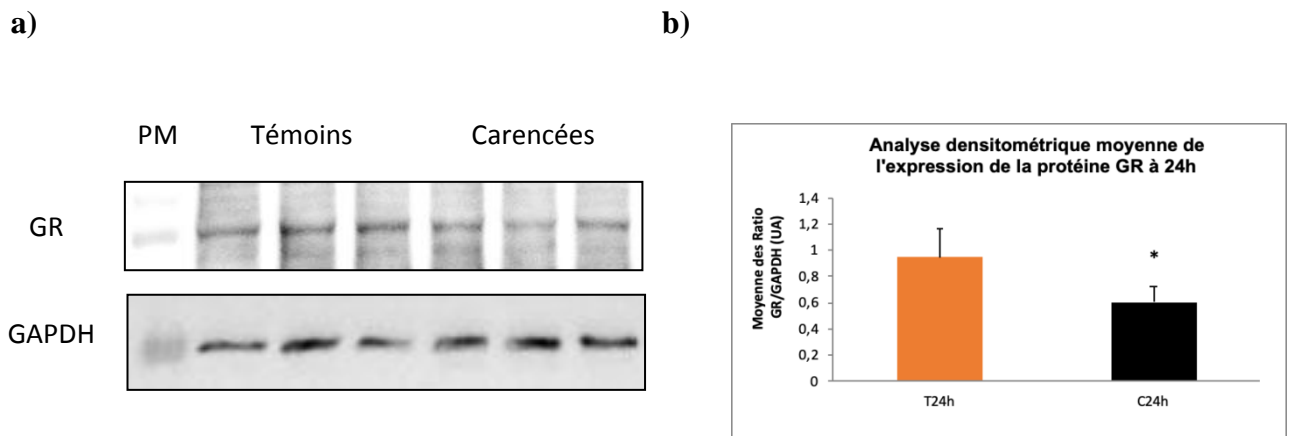 a)
b)
PM Témoins Carencées
GR
GAPDH
Analyse densitométrique moyenne de
l'expression de la protéine GR à 24h
Moyenne des Ratio
GR/GAPDH (UA)
1,4
1,2
1
0,8
0,6
0,4
0,2
0
*
T24h C24h